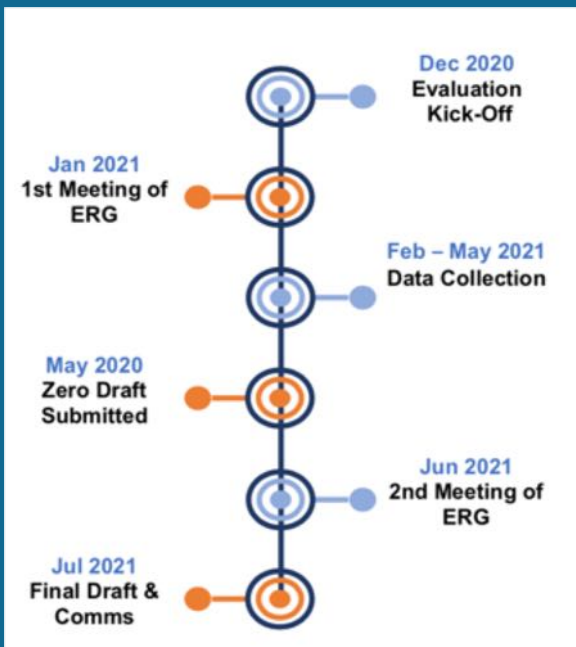 Dec 2020
Evaluation
Kick-Off
Jan 2021
1st Meeting of
ERG
Feb – May 2021
Data Collection
May 2020
Zero Draft
Submitted
Jun 2021
2nd Meeting of
ERG
Jul 2021
Final Draft &
Comms